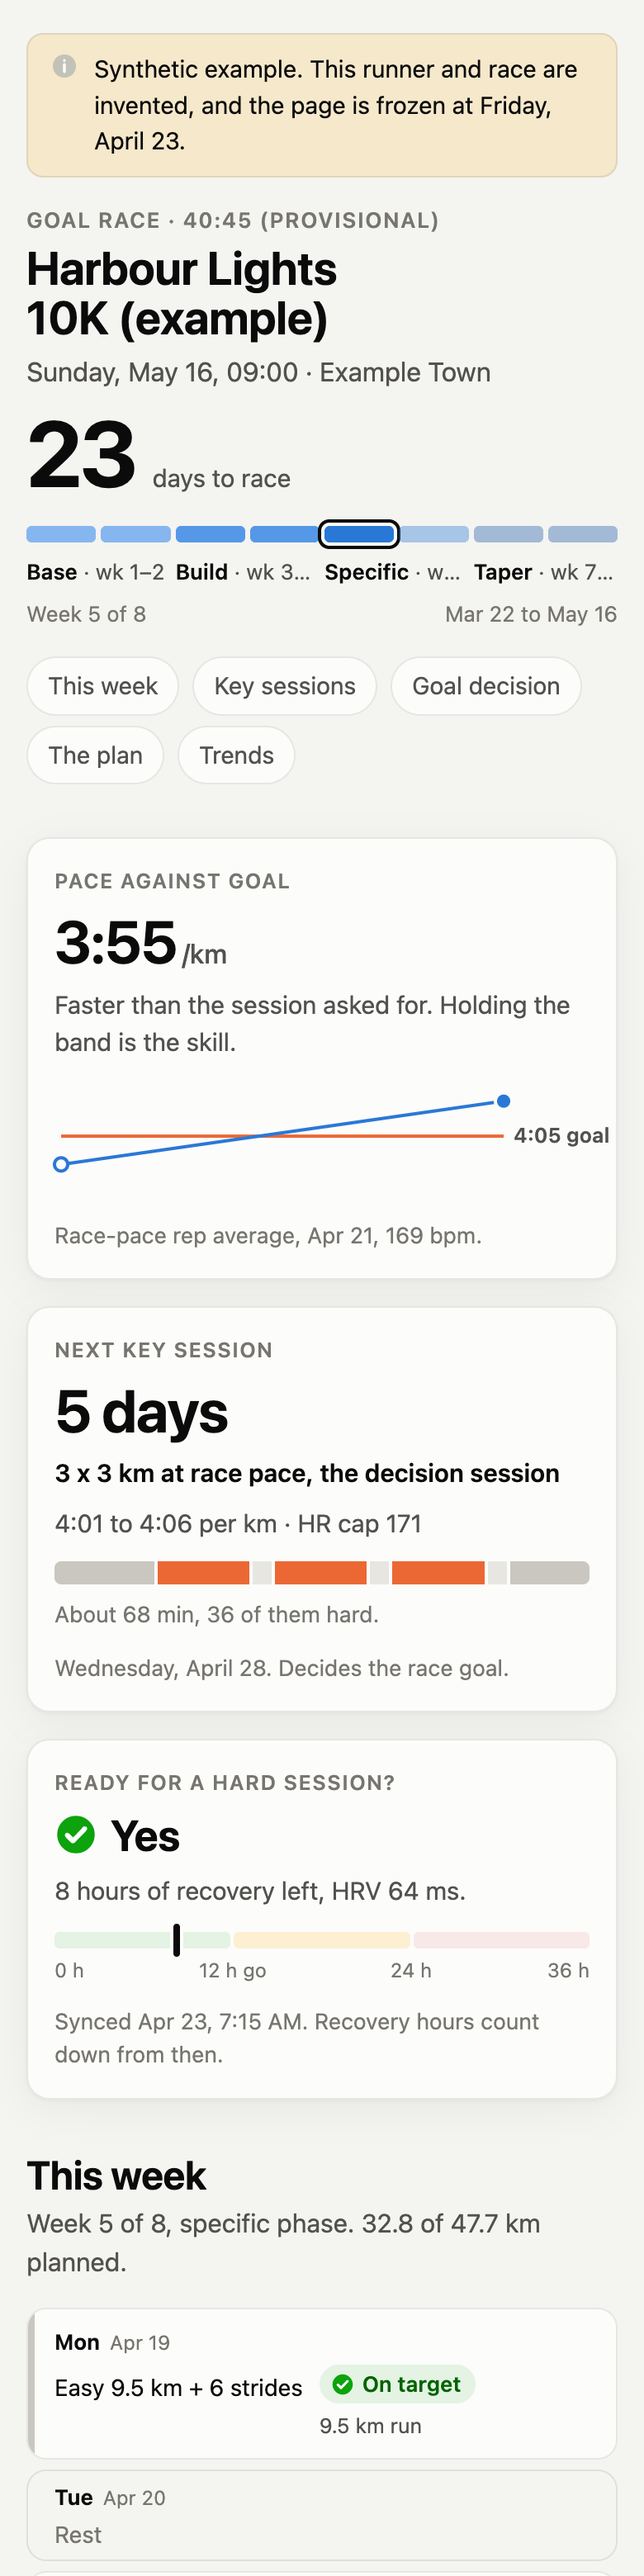 Synthetic example. This runner and race are
invented, and the page is frozen at Friday,
April 23.
GOAL RACE · 40:45 (PROVISIONAL)
Harbour Lights
10K (example)
Sunday, May 16, 09:00 · Example Town
23 days to race
Base · wk 1–2 Build · wk 3... Specific · w... Taper · wk 7...
Week 5 of 8 Mar 22 to May 16
This week Key sessions Goal decision
The plan Trends
PACE AGAINST GOAL
3:55 /km
Faster than the session asked for. Holding the
band is the skill.
4:05 goal
Race-pace rep average, Apr 21, 169 bpm.
NEXT KEY SESSION
5 days
3 x 3 km at race pace, the decision session
4:01 to 4:06 per km · HR cap 171
About 68 min, 36 of them hard.
Wednesday, April 28. Decides the race goal.
READY FOR A HARD SESSION?
Yes
8 hours of recovery left, HRV 64 ms.
0 h 12 h go 24 h 36 h
Synced Apr 23, 7:15 AM. Recovery hours count
down from then.
This week
Week 5 of 8, specific phase. 32.8 of 47.7 km
planned.
Mon Apr 19
Easy 9.5 km + 6 strides On target
9.5 km run
Tue Apr 20
Rest